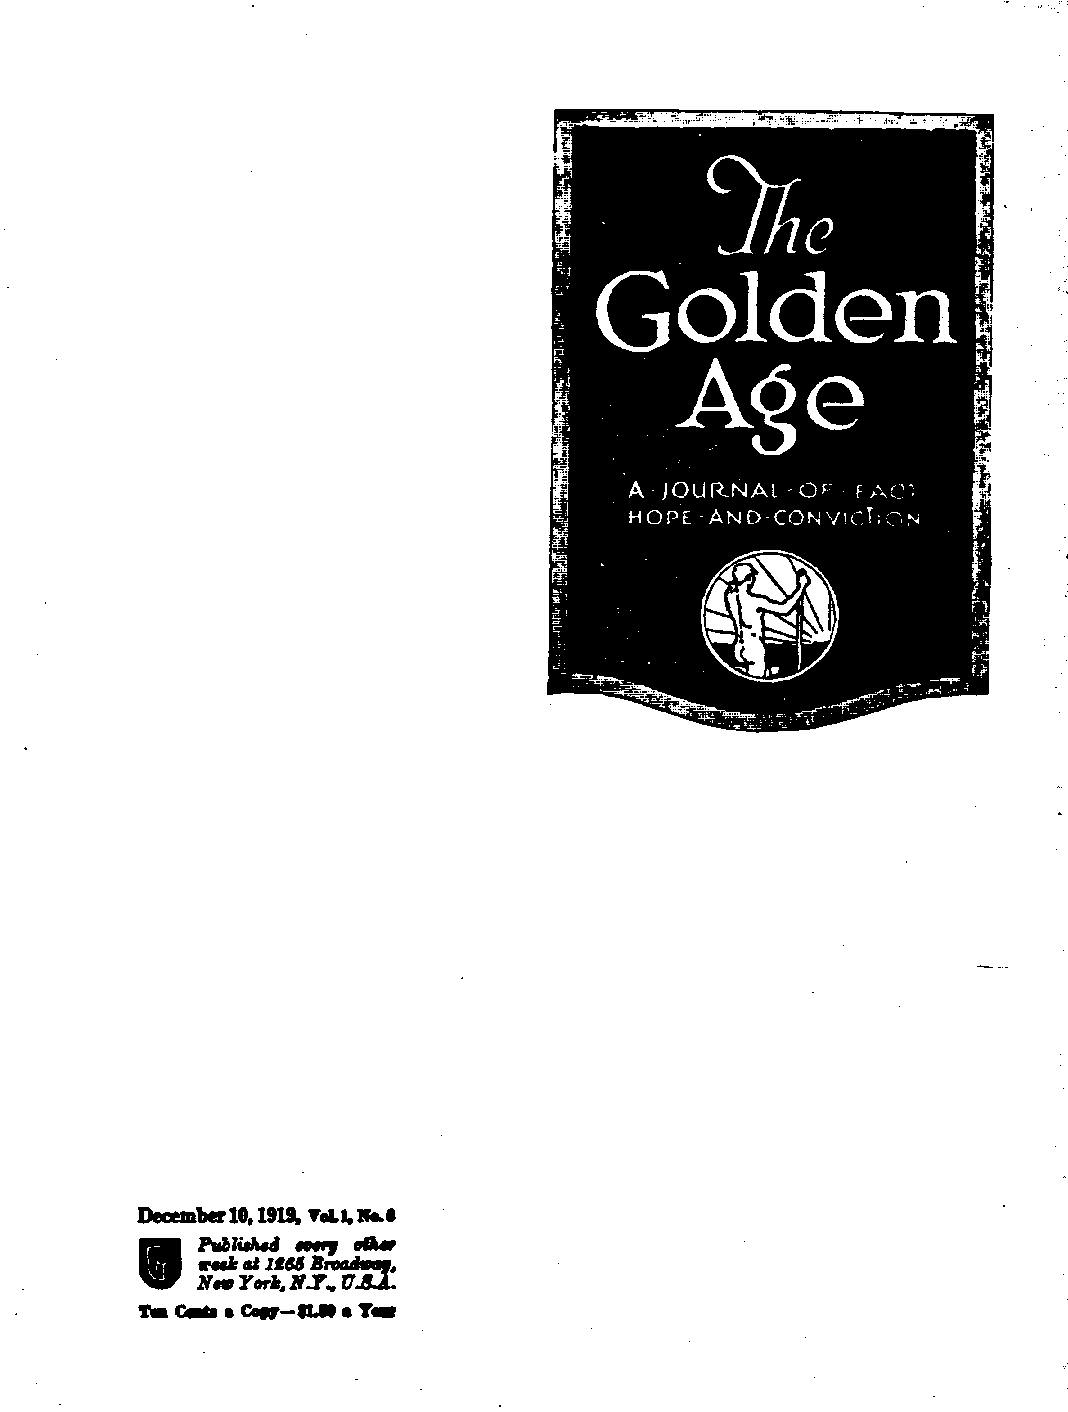 The
Golden
Age
A·JOURNAL·OF·FACT
HOPE·AND·CONVICTION
December 10, 1919, Vol. 1, No. 6
Published every other
week at 1265 Broadway,
New York, N.Y., U.S.A.
Ten Cents a Copy—$1.50 a Year